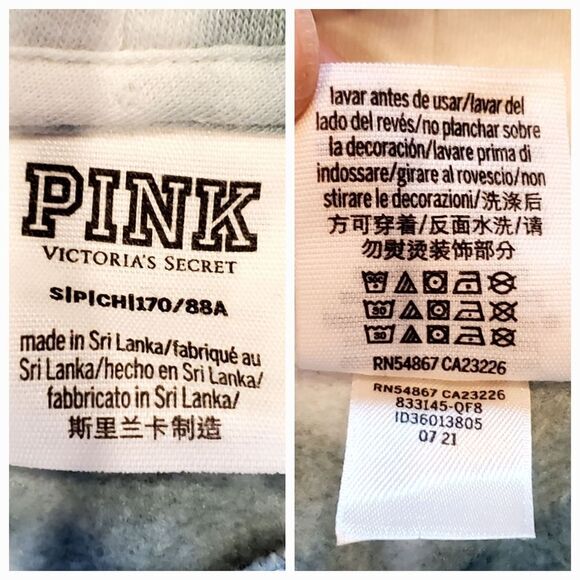 PINK
VICTORIA'S SECRET
S|P|CH|170/88A
made in Sri Lanka/fabriqué au
Sri Lanka/hecho en Sri Lanka/
fabbricato in Sri Lanka/
斯里兰卡制造
lavar antes de usar/lavar del
lado del revés/no planchar sobre
la decoración/lavare prima di
indossare/girare al rovescio/non
stirare le decorazioni/洗涤后
方可穿着/反面水洗/请
勿熨烫装饰部分
30
30
RN54867 CA23226
RN54867 CA23226
833145-QF8
ID36013805
07 21